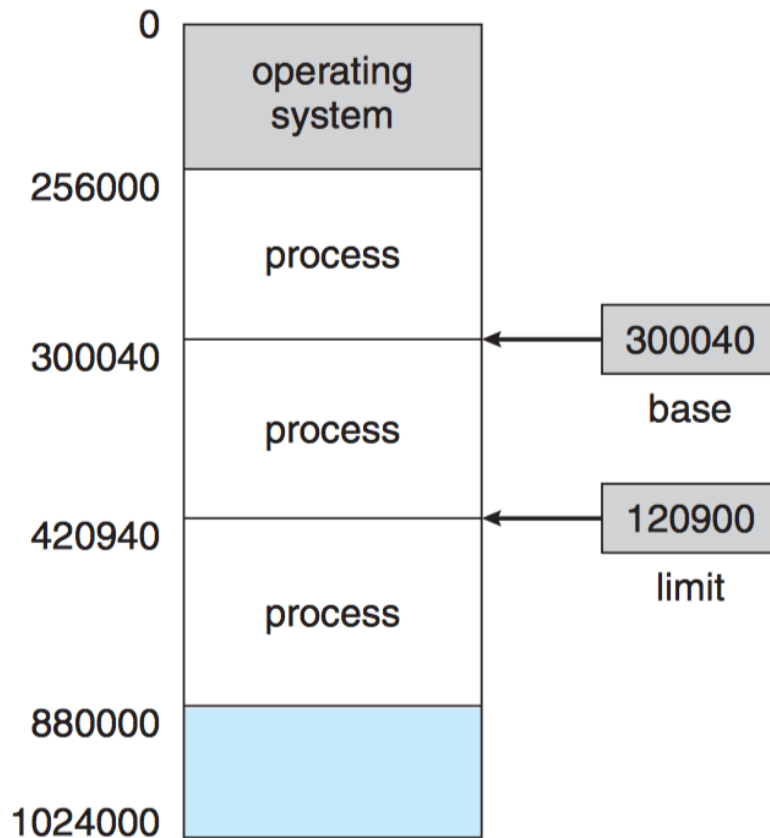 0
operating
system
256000
process
300040
300040
base
process
420940
120900
limit
process
880000
1024000